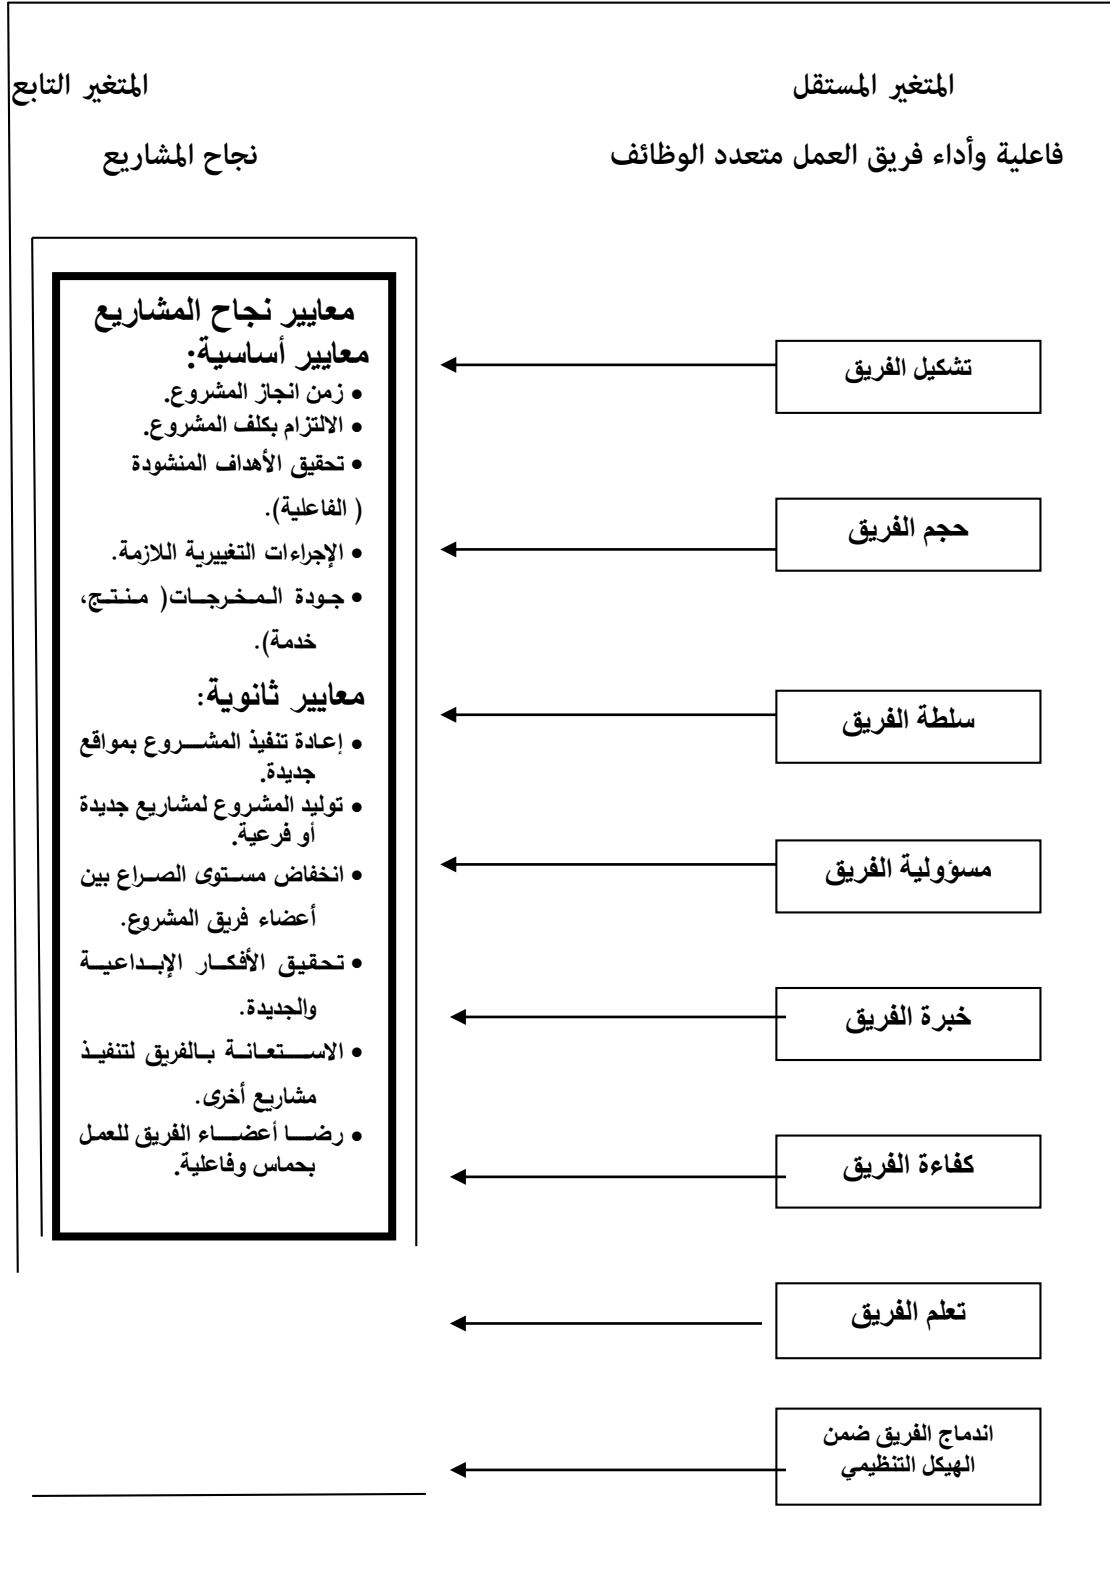 المتغير المستقل
المتغير التابع
فاعلية وأداء فريق العمل متعدد الوظائف
نجاح المشاريع
تشكيل الفريق
حجم الفريق
سلطة الفريق
مسؤولية الفريق
خبرة الفريق
كفاءة الفريق
تعلم الفريق
اندماج الفريق ضمن
الهيكل التنظيمي
معايير نجاح المشاريع
معايير أساسية:
• زمن انجاز المشروع.
• الالتزام بكلف المشروع.
• تحقيق الأهداف المنشودة
( الفاعلية).
• الإجراءات التغييرية اللازمة.
• جودة المخرجات( منتج،
خدمة).
معايير ثانوية:
• إعادة تنفيذ المشروع بمواقع
جديدة.
• توليد المشروع لمشاريع جديدة
أو فرعية.
• انخفاض مستوى الصراع بين
أعضاء فريق المشروع.
• تحقيق الأفكار الإبداعية
والجديدة.
• الاستعانة بالفريق لتنفيذ
مشاريع أخرى.
• رضا أعضاء الفريق للعمل
بحماس وفاعلية.